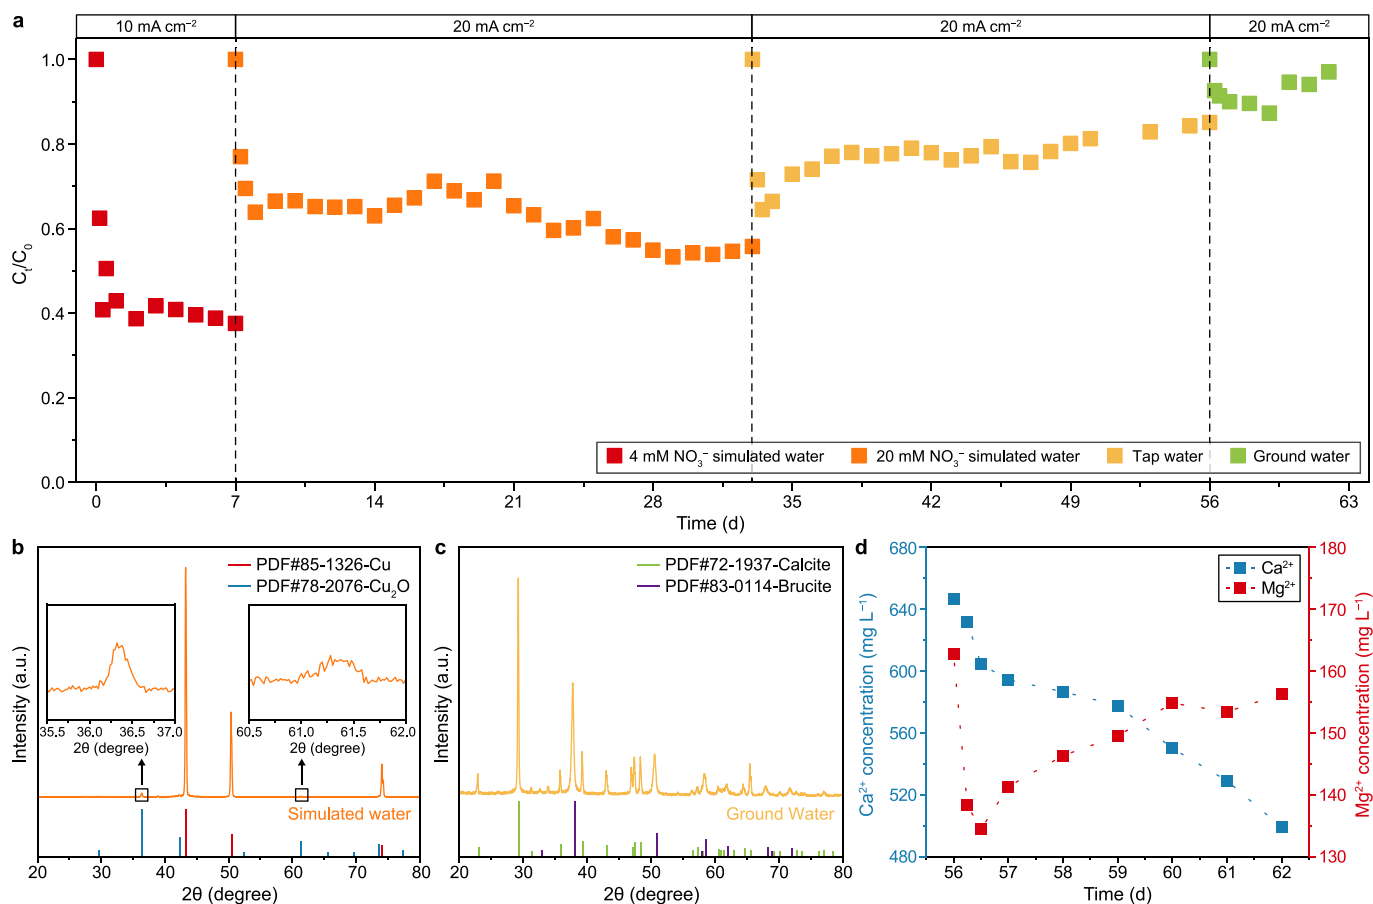 a
10 mA cm⁻²
20 mA cm⁻²
20 mA cm⁻²
20 mA cm⁻²
1.0
0.8
0.6
0.4
0.2
0.0
Cₜ/C₀
4 mM NO₃⁻ simulated water
20 mM NO₃⁻ simulated water
Tap water
Ground water
0 7 14 21 28 35 42 49 56 63
Time (d)
b
PDF#85-1326-Cu
PDF#78-2076-Cu₂O
35.5 36.0 36.5 37.0
2θ (degree)
60.5 61.0 61.5 62.0
2θ (degree)
Simulated water
Intensity (a.u.)
20 30 40 50 60 70 80
2θ (degree)
c
PDF#72-1937-Calcite
PDF#83-0114-Brucite
Ground Water
Intensity (a.u.)
20 30 40 50 60 70 80
2θ (degree)
d
Ca²⁺
Mg²⁺
680
640
600
560
520
480
Ca²⁺ concentration (mg L⁻¹)
180
170
160
150
140
130
Mg²⁺ concentration (mg L⁻¹)
56 57 58 59 60 61 62
Time (d)